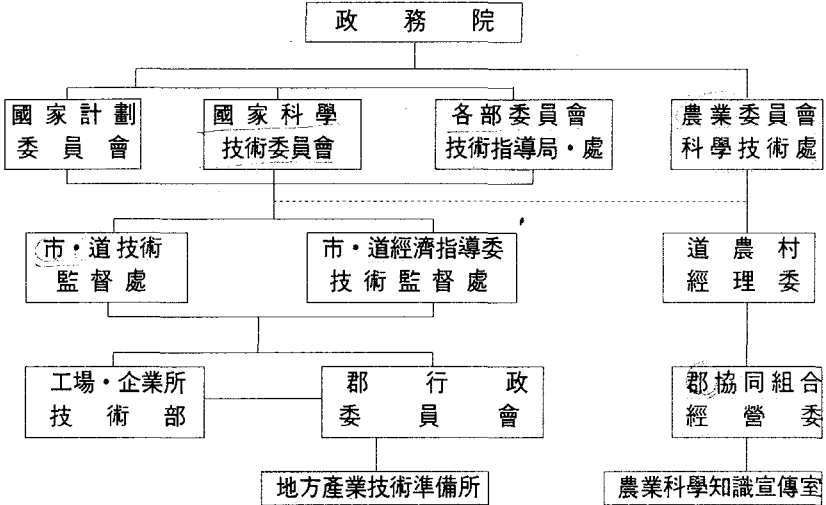 政務院
國家計劃
委員會
國家科學
技術委員會
各部委員會
技術指導局·處
農業委員會
科學技術處
市·道技術
監督處
市·道經濟指導委
技術監督處
道農村
經理委
工場·企業所
技術部
郡行政
委員會
郡協同組合
經營委
地方產業技術準備所
農業科學知識宣傳室